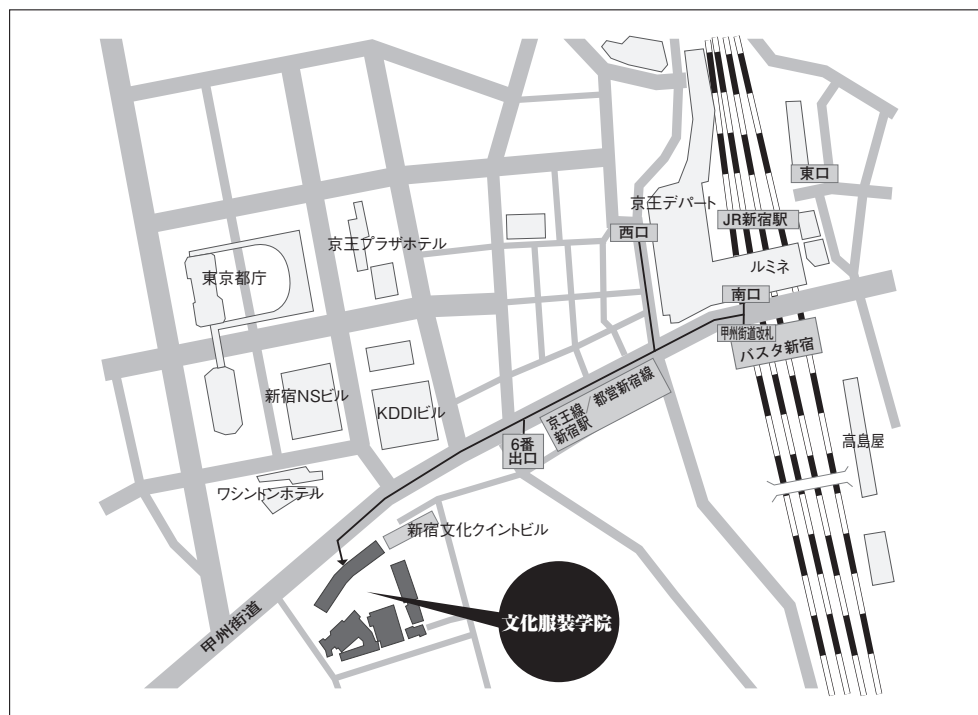 東口
京王デパート
JR新宿駅
西口
京王プラザホテル
東京都庁
ルミネ
南口
甲州街道改札
バスタ新宿
新宿NSビル
KDDIビル
京王線/都営新宿線
新宿駅
6番
出口
高島屋
ワシントンホテル
新宿文化クイントビル
甲州街道
文化服装学院